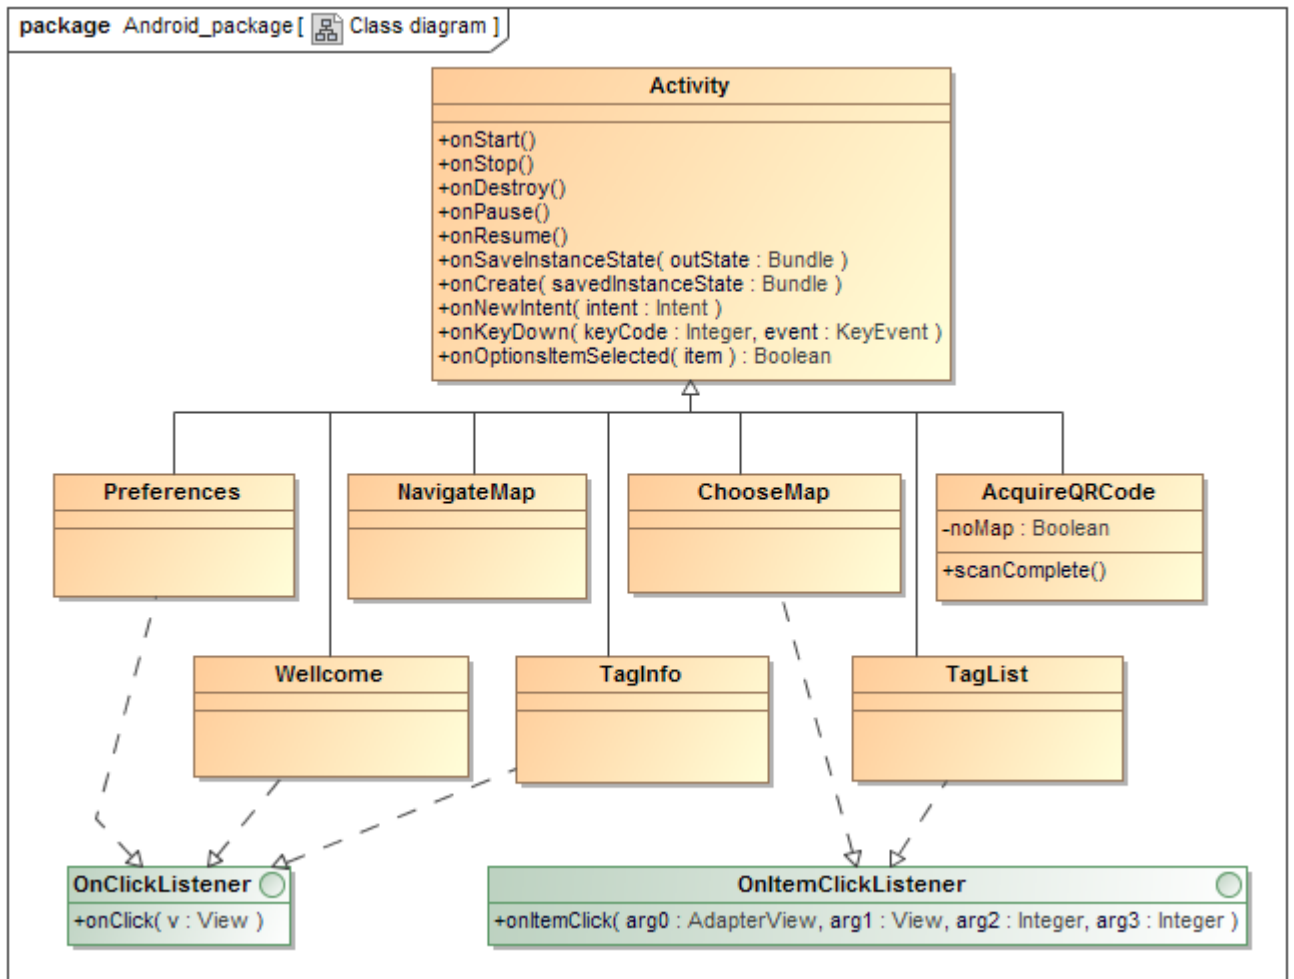 package Android_package[ Class diagram ]
Activity
+onStart()
+onStop()
+onDestroy()
+onPause()
+onResume()
+onSaveInstanceState( outState : Bundle )
+onCreate( savedInstanceState : Bundle )
+onNewIntent( intent : Intent )
+onKeyDown( keyCode : Integer, event : KeyEvent )
+onOptionsItemSelected( item ) : Boolean
Preferences
NavigateMap
ChooseMap
AcquireQRCode
-noMap : Boolean
+scanComplete()
Wellcome
TagInfo
TagList
OnClickListener
+onClick( v : View )
OnItemClickListener
+onItemClick( arg0 : AdapterView, arg1 : View, arg2 : Integer, arg3 : Integer )